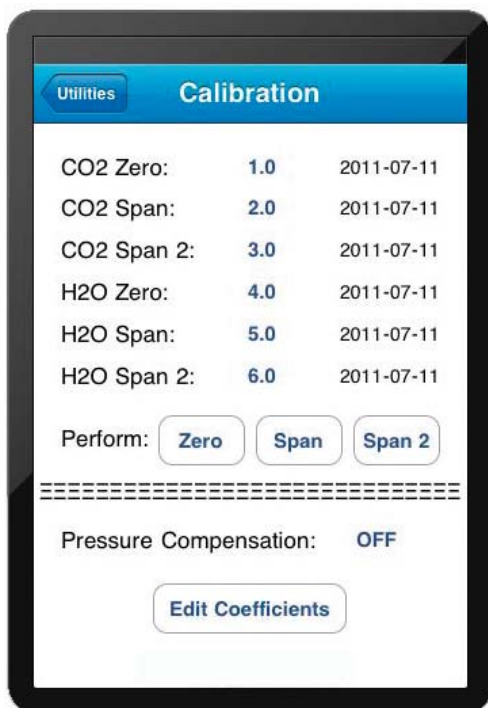 Utilities Calibration
CO2 Zero: 1.0 2011-07-11
CO2 Span: 2.0 2011-07-11
CO2 Span 2: 3.0 2011-07-11
H2O Zero: 4.0 2011-07-11
H2O Span: 5.0 2011-07-11
H2O Span 2: 6.0 2011-07-11
Perform: Zero Span Span 2
Pressure Compensation: OFF
Edit Coefficients